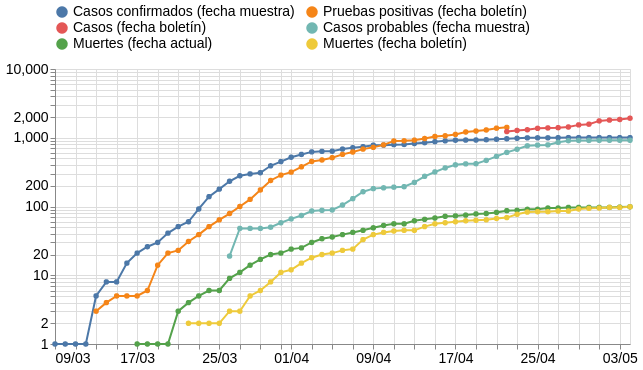 Casos confirmados (fecha muestra) Pruebas positivas (fecha boletín)
Casos (fecha boletín) Casos probables (fecha muestra)
Muertes (fecha actual) Muertes (fecha boletín)
10,000
2,000
1,000
200
100
20
10
2
1
09/03 17/03 25/03 01/04 09/04 17/04 25/04 03/05